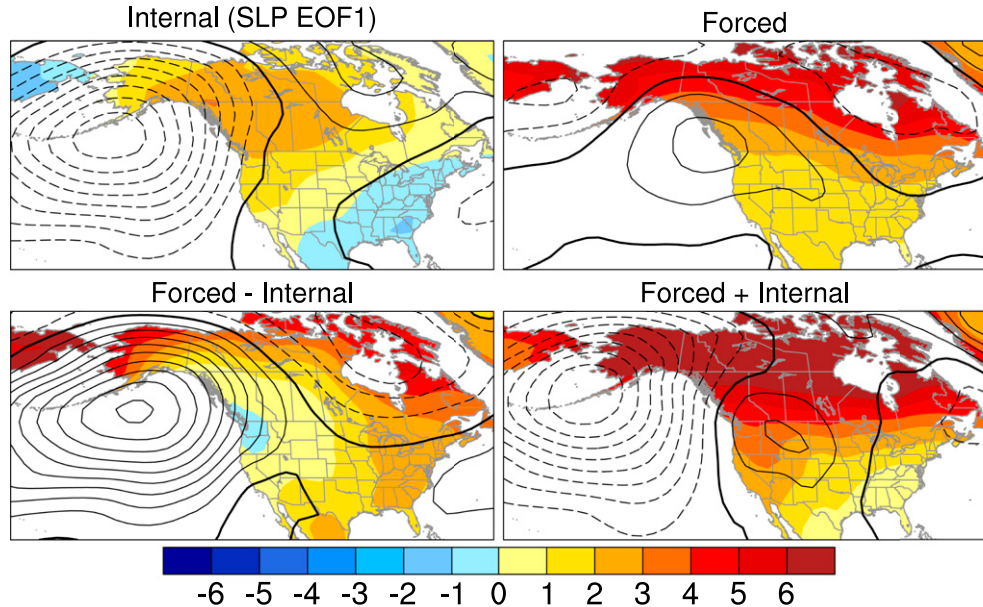 Internal (SLP EOF1)
Forced
Forced - Internal
Forced + Internal
-6 -5 -4 -3 -2 -1 0 1 2 3 4 5 6